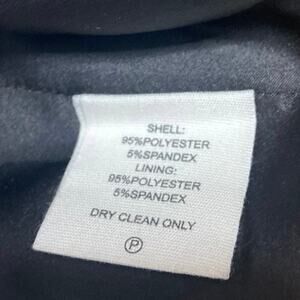 SHELL:
95%POLYESTER
5%SPANDEX
LINING:
95%POLYESTER
5%SPANDEX
DRY CLEAN ONLY
P